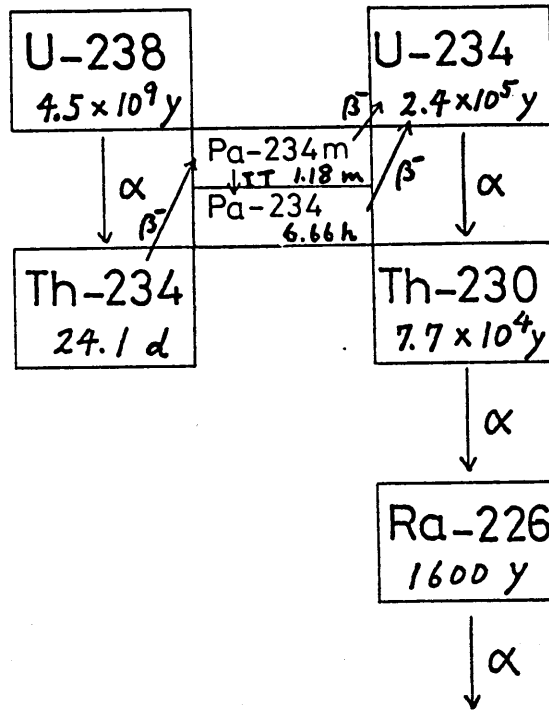 U-238
4.5 × 10⁹ y
α
β⁻
Th-234
24.1 d
Pa-234m
IT 1.18 m
Pa-234
6.66 h
β⁻
β⁻
U-234
2.4 × 10⁵ y
α
Th-230
7.7 × 10⁴ y
α
Ra-226
1600 y
α